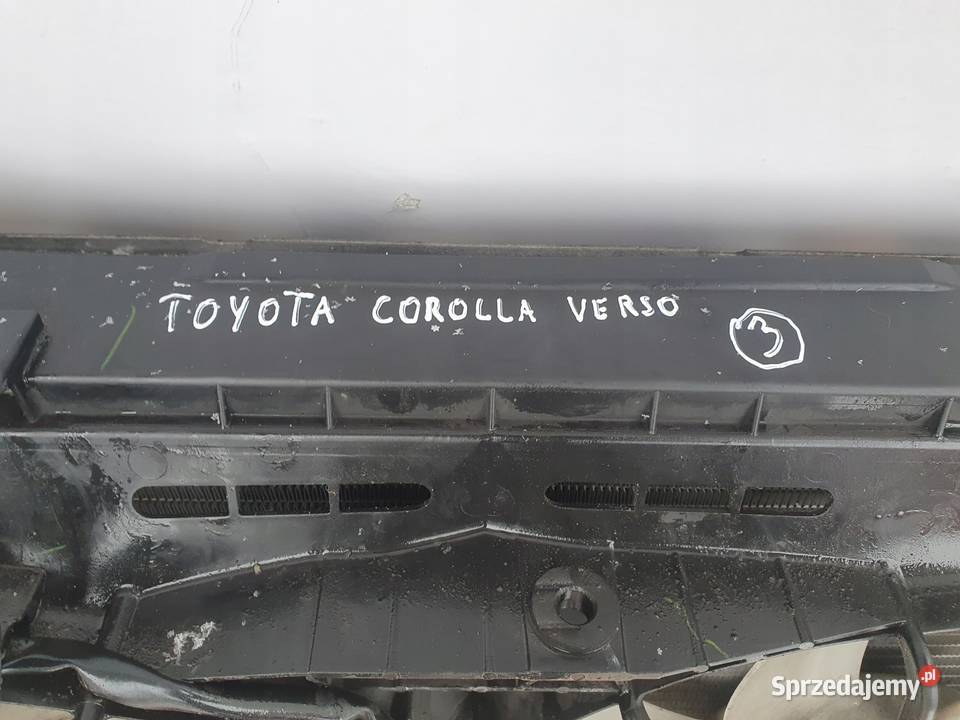 TOYOTA COROLLA VERSO 3
Sprzedajemy.pl